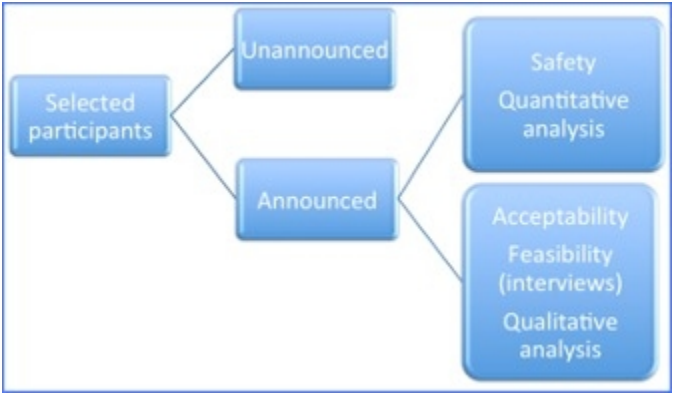 Selected
participants
Unannounced
Announced
Safety
Quantitative
analysis
Acceptability
Feasibility
(interviews)
Qualitative
analysis